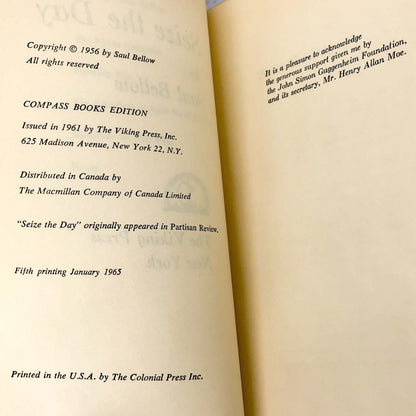 Copyright © 1956 by Saul Bellow
All rights reserved
COMPASS BOOKS EDITION
Issued in 1961 by The Viking Press, Inc.
625 Madison Avenue, New York 22, N.Y.
Distributed in Canada by
The Macmillan Company of Canada Limited
"Seize the Day" originally appeared in Partisan Review.
Fifth printing January 1965
Printed in the U.S.A. by The Colonial Press Inc.
It is a pleasure to acknowledge
the generous support given me by
the John Simon Guggenheim Foundation,
and its secretary, Mr. Henry Allan Moe.